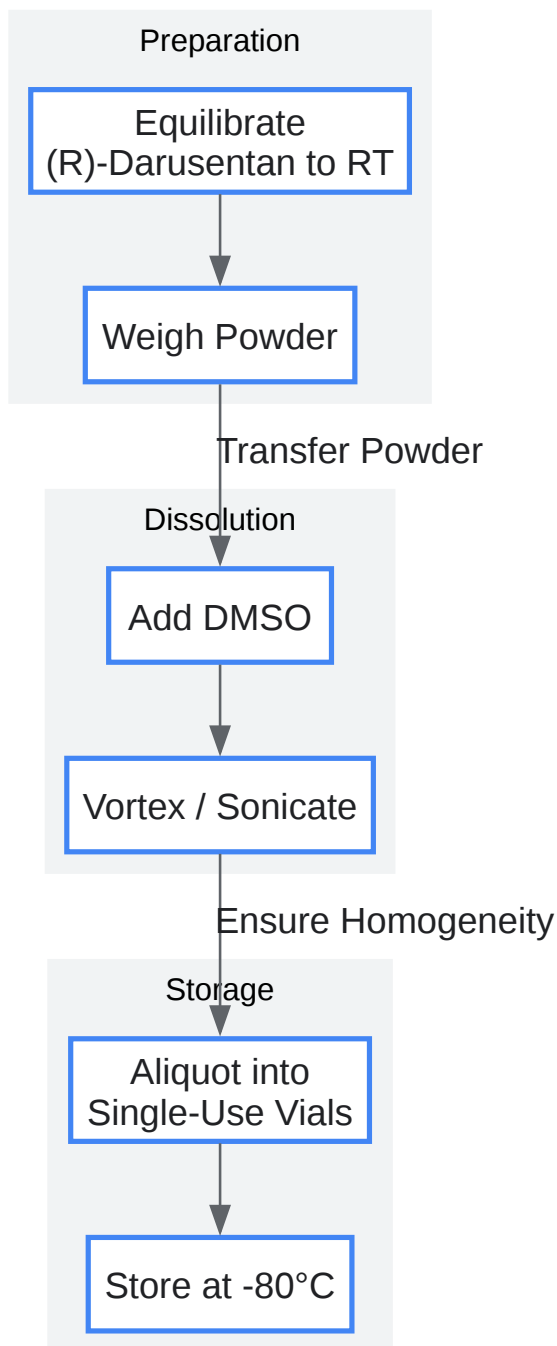 Preparation
Equilibrate
(R)-Darusentan to RT
Weigh Powder
Transfer Powder
Dissolution
Add DMSO
Vortex / Sonicate
Ensure Homogeneity
Storage
Aliquot into
Single-Use Vials
Store at -80°C